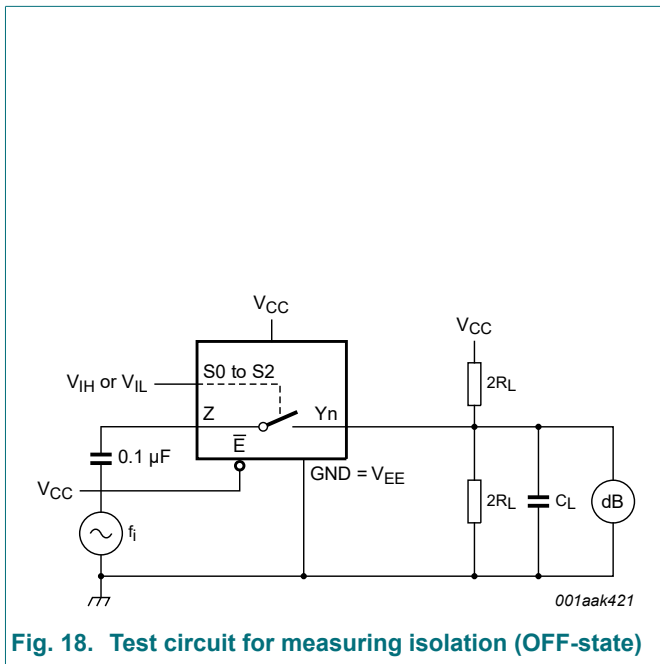 VCC
VCC
S0 to S2
VIH or VIL
2RL
Z
Yn
E̅
0.1 µF
GND = VEE
VCC
2RL
CL
dB
fi
001aak421
Fig. 18. Test circuit for measuring isolation (OFF-state)